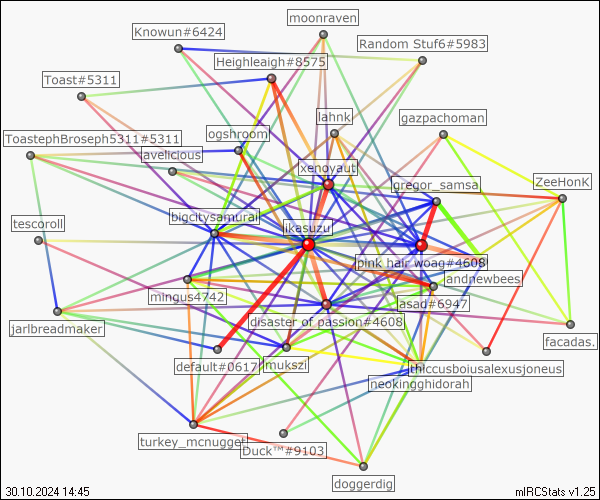 moonraven
Knowun#6424
Random Stuf6#5983
Heighleigh#8575
Toast#5311
lahnk
gazpachoman
ogshroom
ToastephBroseph5311#5311
avelicious
xenoyaut
gregor_samsa
ZeeHonK
bigcitysamurai
tescoroll
ikasuzu
pink hair woag#4608
andnewbees
mingus4742
asad#6947
disaster of passion#4608
jarlbreadmaker
facadas.
default#0617
mukszi
thiccusboiusalexusjoneus
neokingghidorah
turkey_mcnugget
Duck™#9103
doggerdig
30.10.2024 14:45
mIRCStats v1.25